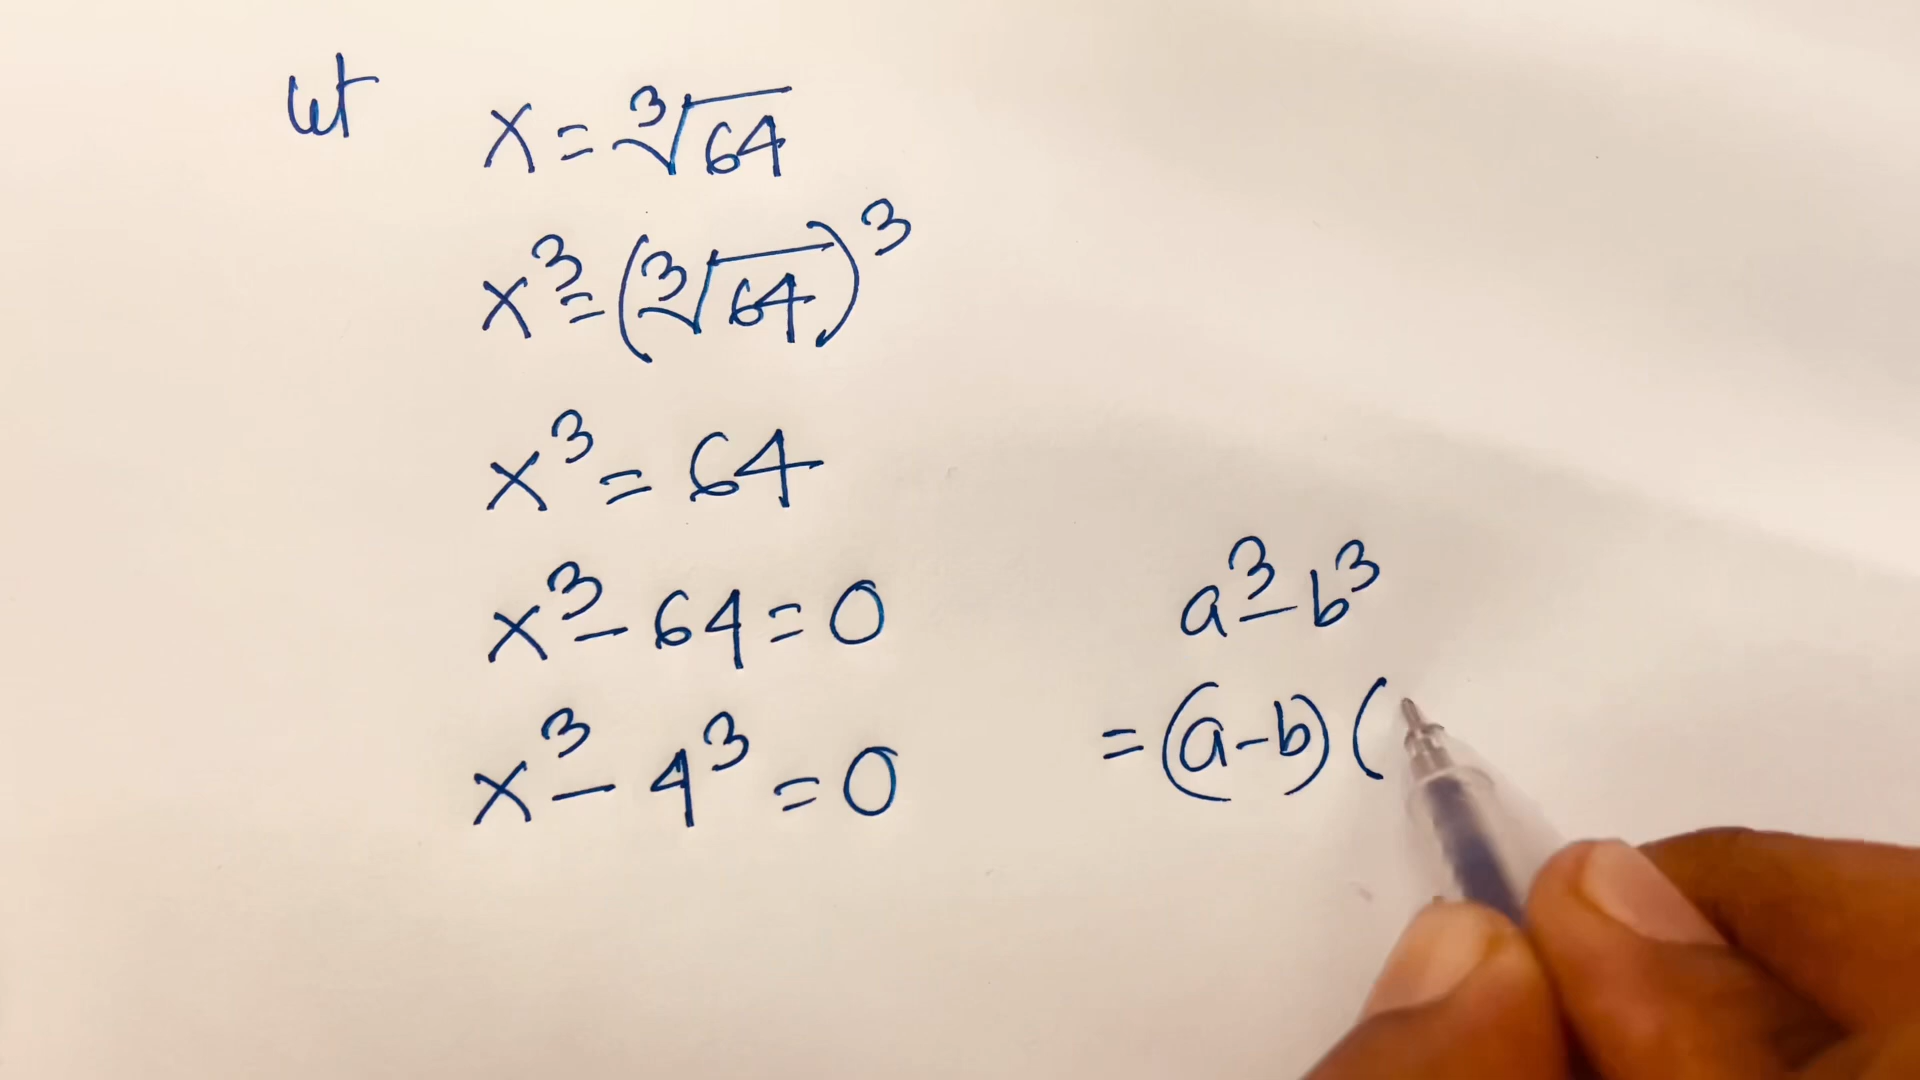 let x = ∛64
x³ = (∛64)³
x³ = 64
x³ - 64 = 0
x³ - 4³ = 0
a³ - b³
= (a-b) (